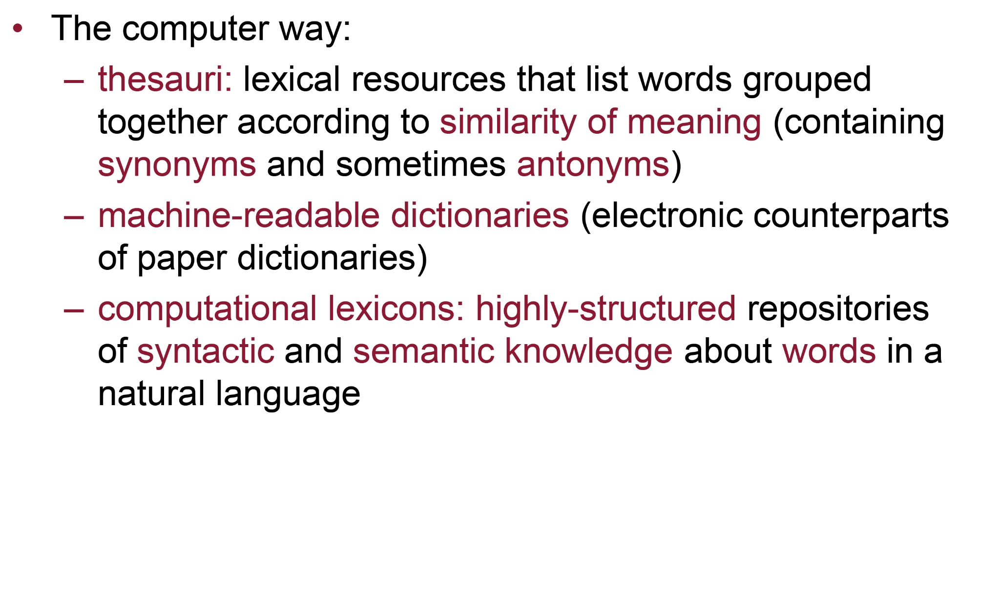 • The computer way:
– thesauri: lexical resources that list words grouped
together according to similarity of meaning (containing
synonyms and sometimes antonyms)
– machine-readable dictionaries (electronic counterparts
of paper dictionaries)
– computational lexicons: highly-structured repositories
of syntactic and semantic knowledge about words in a
natural language